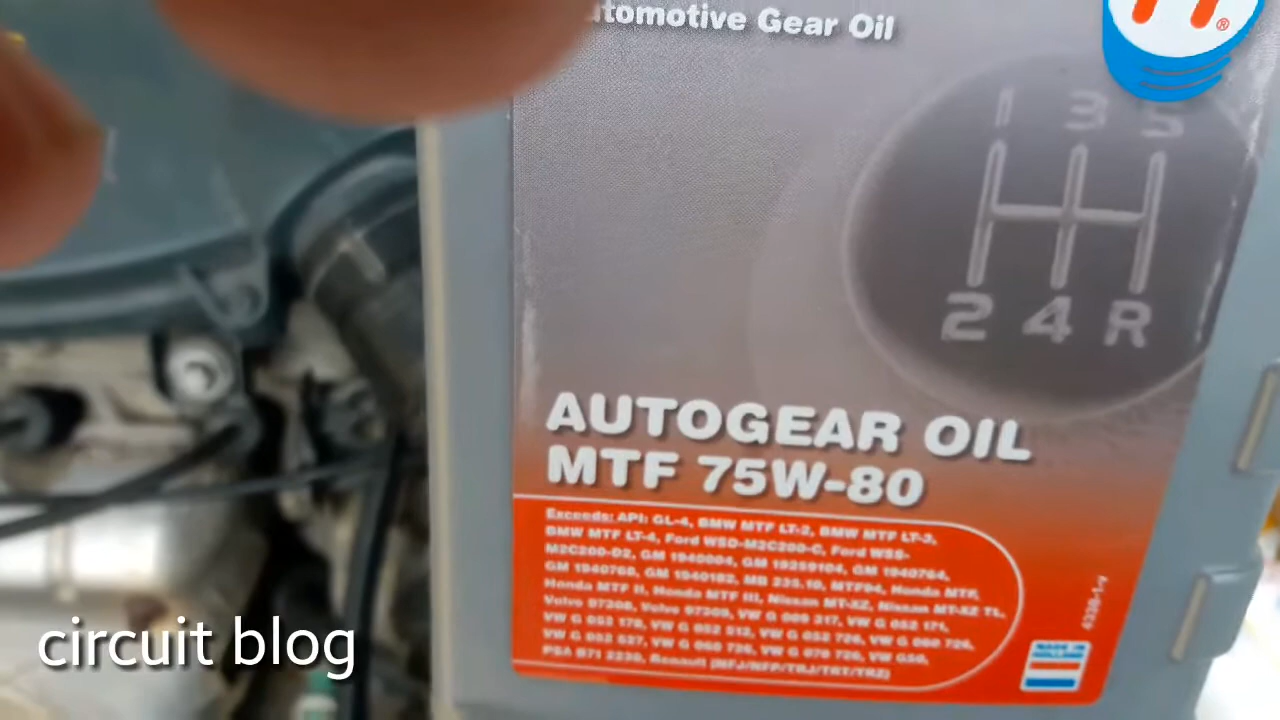 Automotive Gear Oil
1 3 5
2 4 R
AUTOGEAR OIL
MTF 75W-80
Exceeds: API: GL-4, BMW MTF LT-2, BMW MTF LT-3,
BMW MTF LT-4, Ford WSD-M2C200-C, Ford WSS-
M2C200-D2, GM 1940004, GM 19259104, GM 1940764,
GM 1940768, GM 1940182, MB 235.10, MTF94, Honda MTF,
Honda MTF II, Honda MTF III, Nissan MT-XZ, Nissan MT-XZ TL,
Volvo 97308, Volvo 97309, VW G 009 317, VW G 052 171,
VW G 052 178, VW G 052 512, VW G 052 726, VW G 060 726,
VW G 052 527, VW G 060 726, VW G 070 726, VW G50,
PSA B71 2330, Renault (NFJ/NFP/TRJ/TRT/TRZ)
MADE IN
HOLLAND
circuit blog